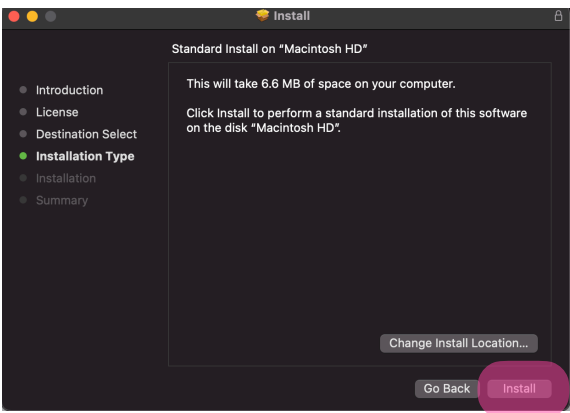 Install
Standard Install on “Macintosh HD”
Introduction
License
Destination Select
Installation Type
Installation
Summary
This will take 6.6 MB of space on your computer.
Click Install to perform a standard installation of this software
on the disk “Macintosh HD”.
Change Install Location...
Go Back
Install